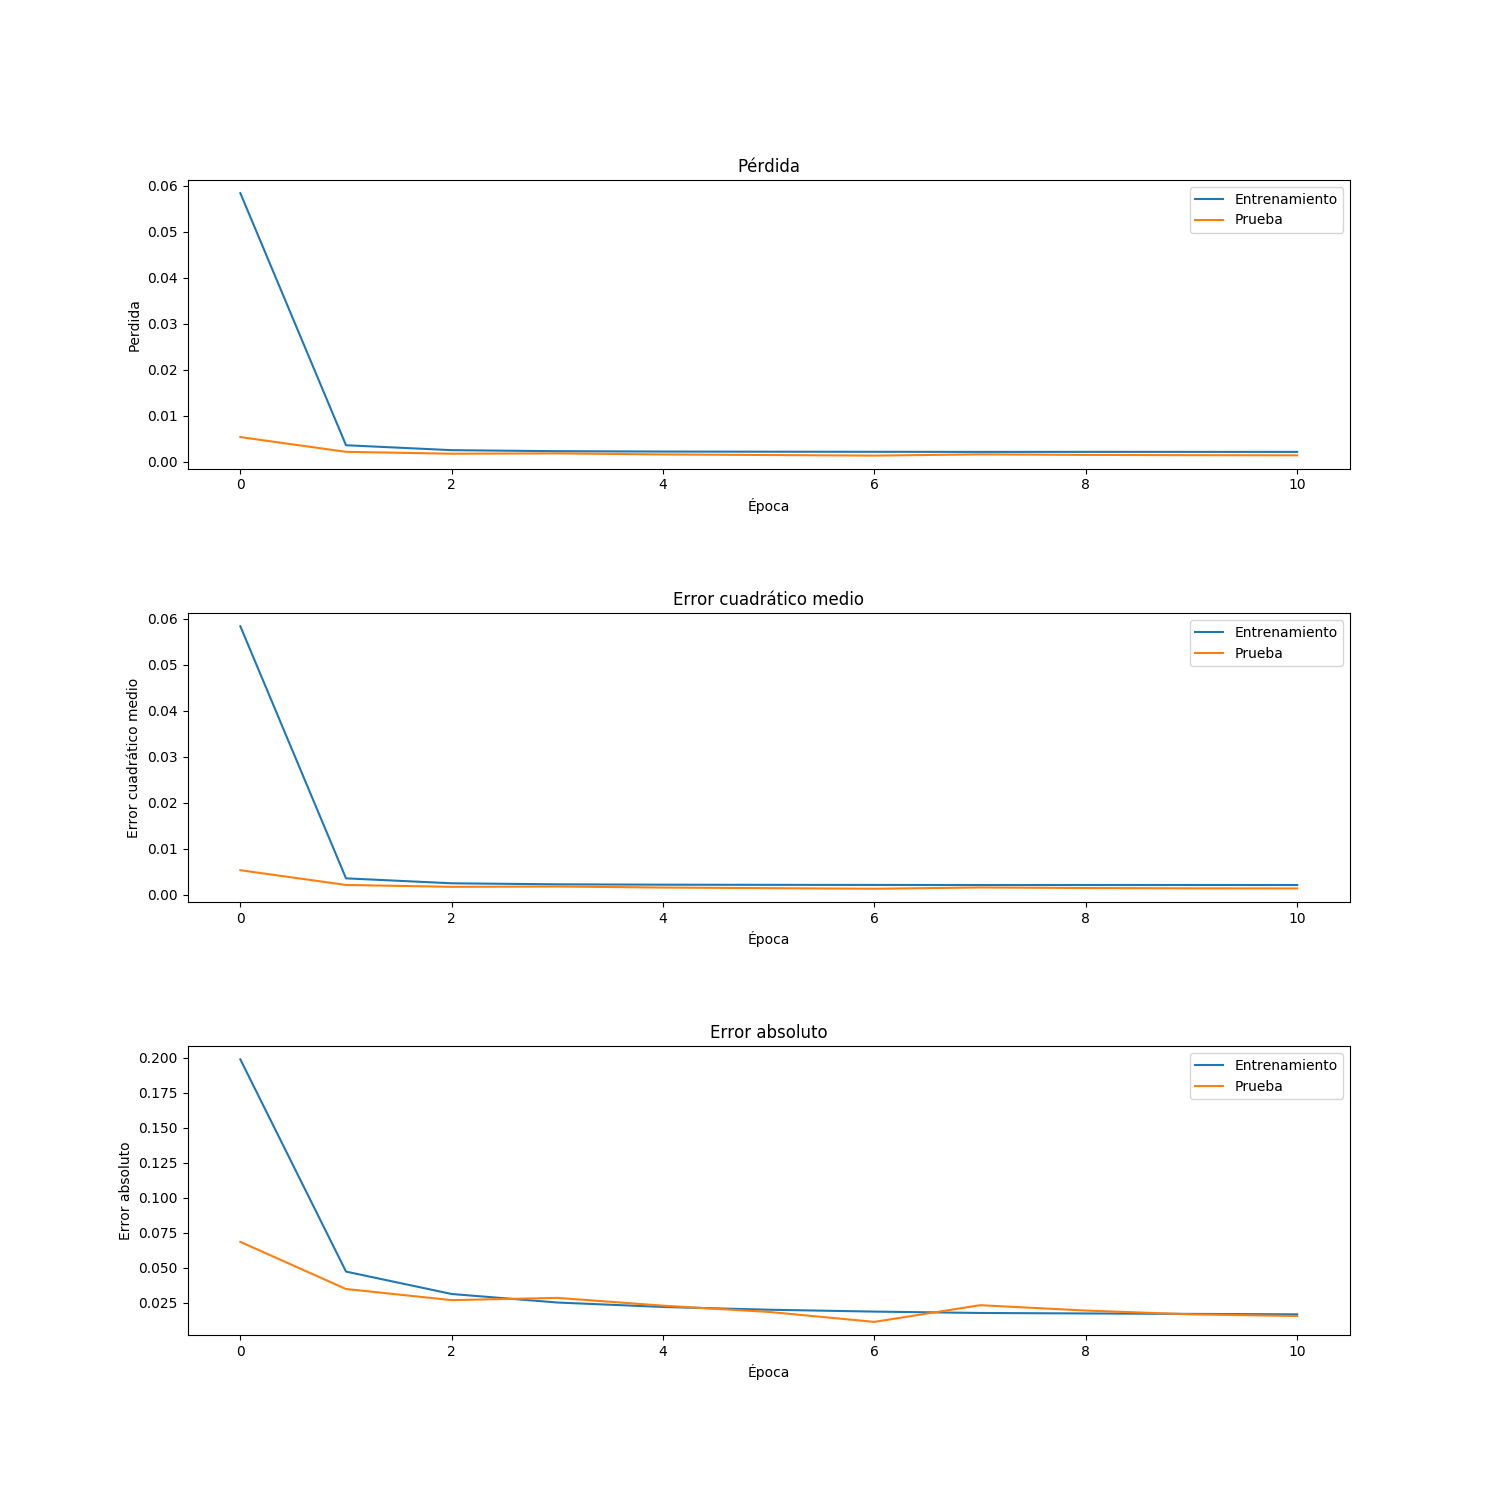 Pérdida
0.06
0.05
0.04
0.03
0.02
0.01
0.00
Perdida
Entrenamiento
Prueba
0 2 4 6 8 10
Época
Error cuadrático medio
0.06
0.05
0.04
0.03
0.02
0.01
0.00
Error cuadrático medio
Entrenamiento
Prueba
0 2 4 6 8 10
Época
Error absoluto
0.200
0.175
0.150
0.125
0.100
0.075
0.050
0.025
Error absoluto
Entrenamiento
Prueba
0 2 4 6 8 10
Época